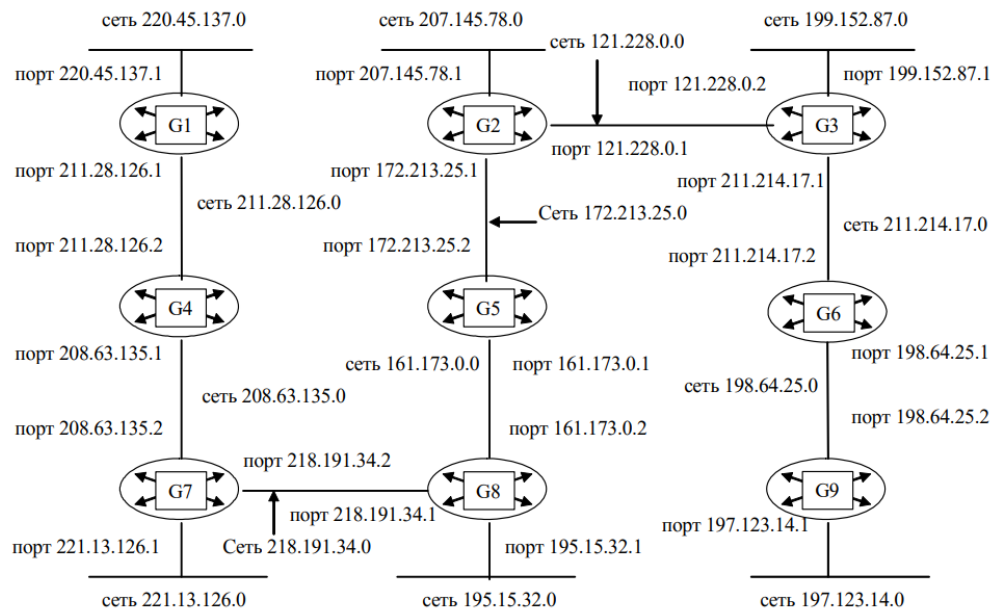 сеть 220.45.137.0
сеть 207.145.78.0
сеть 199.152.87.0
сеть 121.228.0.0
порт 220.45.137.1
порт 207.145.78.1
порт 121.228.0.2
порт 199.152.87.1
G1
G2
G3
порт 121.228.0.1
порт 211.28.126.1
порт 172.213.25.1
порт 211.214.17.1
сеть 211.28.126.0
Сеть 172.213.25.0
сеть 211.214.17.0
порт 211.28.126.2
порт 172.213.25.2
порт 211.214.17.2
G4
G5
G6
порт 208.63.135.1
сеть 161.173.0.0
порт 161.173.0.1
порт 198.64.25.1
сеть 208.63.135.0
сеть 198.64.25.0
порт 208.63.135.2
порт 161.173.0.2
порт 198.64.25.2
порт 218.191.34.2
G7
G8
G9
порт 218.191.34.1
порт 197.123.14.1
порт 221.13.126.1
Сеть 218.191.34.0
порт 195.15.32.1
сеть 221.13.126.0
сеть 195.15.32.0
сеть 197.123.14.0